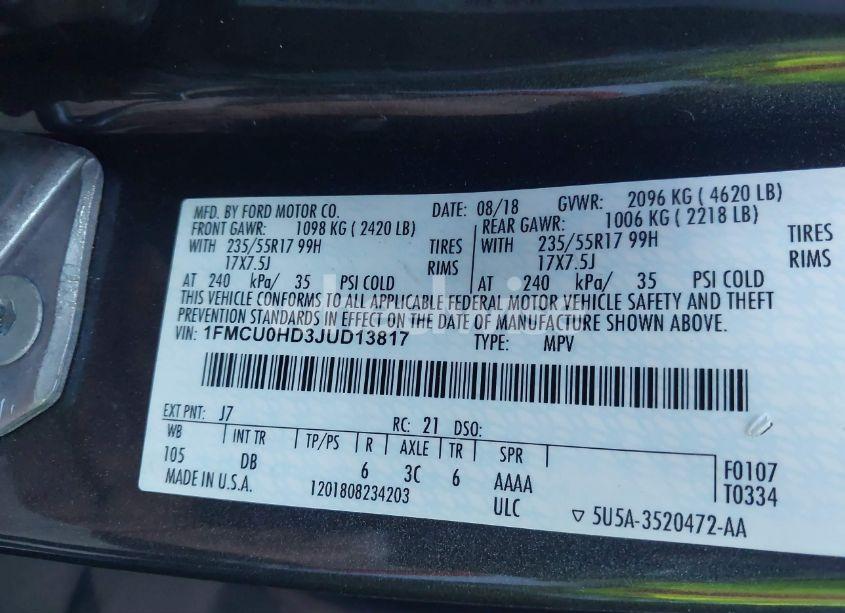 MFD. BY FORD MOTOR CO. DATE: 08/18 GVWR: 2096 KG ( 4620 LB)
FRONT GAWR: 1098 KG ( 2420 LB) REAR GAWR: 1006 KG ( 2218 LB)
WITH 235/55R17 99H TIRES WITH 235/55R17 99H TIRES
17X7.5J RIMS 17X7.5J RIMS
AT 240 kPa/ 35 PSI COLD AT 240 kPa/ 35 PSI COLD
THIS VEHICLE CONFORMS TO ALL APPLICABLE FEDERAL MOTOR VEHICLE SAFETY AND THEFT
PREVENTION STANDARDS IN EFFECT ON THE DATE OF MANUFACTURE SHOWN ABOVE.
VIN: 1FMCU0HD3JUD13817 TYPE: MPV
EXT PNT: J7 RC: 21 DSO:
WB INT TR TP/PS R AXLE TR SPR
105 DB 6 3C 6 AAAA F0107
MADE IN U.S.A. 1201808234203 ULC T0334
▽ 5U5A-3520472-AA